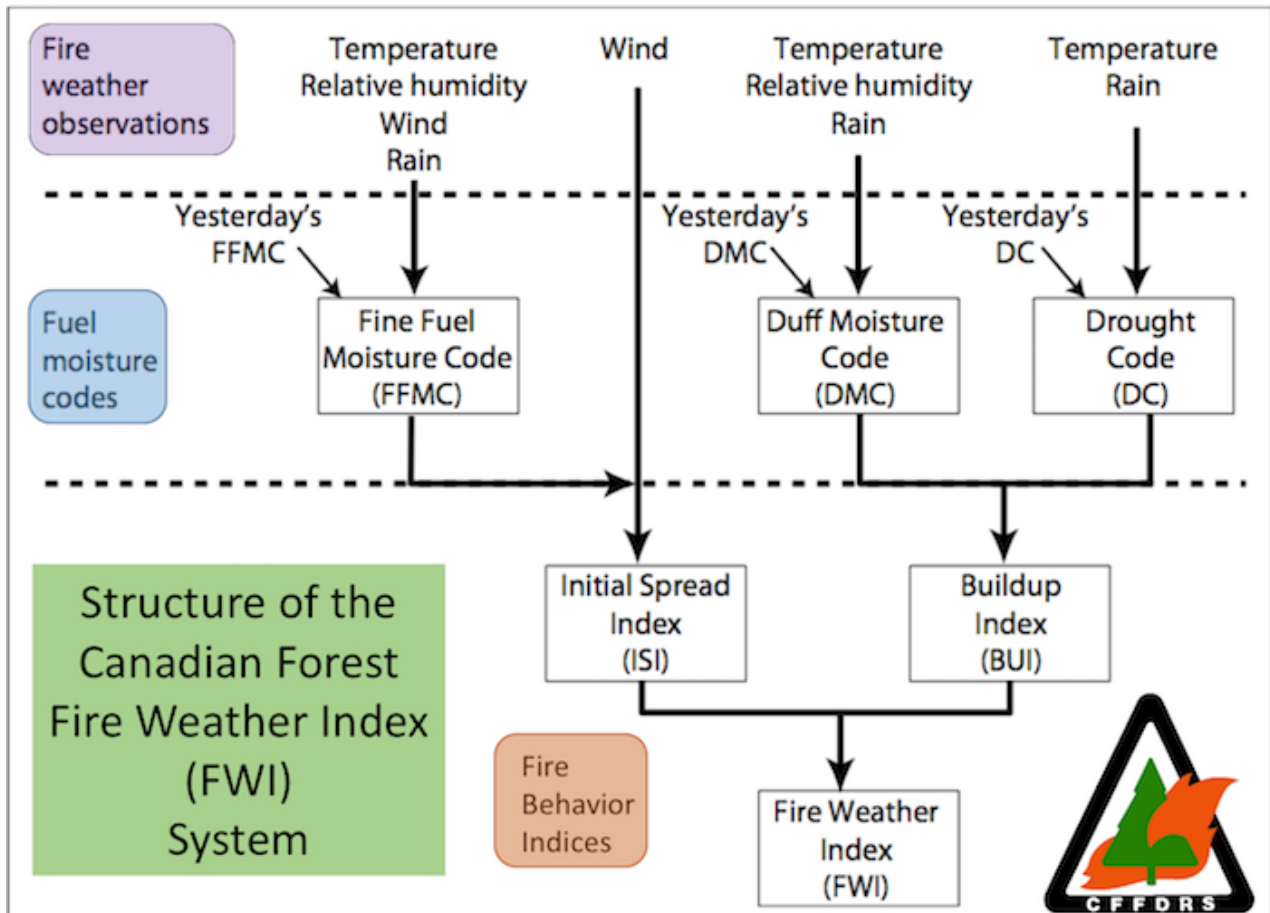 Fire
weather
observations
Temperature
Relative humidity
Wind
Rain
Wind
Temperature
Relative humidity
Rain
Temperature
Rain
Yesterday's
FFMC
Yesterday's
DMC
Yesterday's
DC
Fuel
moisture
codes
Fine Fuel
Moisture Code
(FFMC)
Duff Moisture
Code
(DMC)
Drought
Code
(DC)
Initial Spread
Index
(ISI)
Buildup
Index
(BUI)
Structure of the
Canadian Forest
Fire Weather Index
(FWI)
System
Fire
Behavior
Indices
Fire Weather
Index
(FWI)
CFFDRS